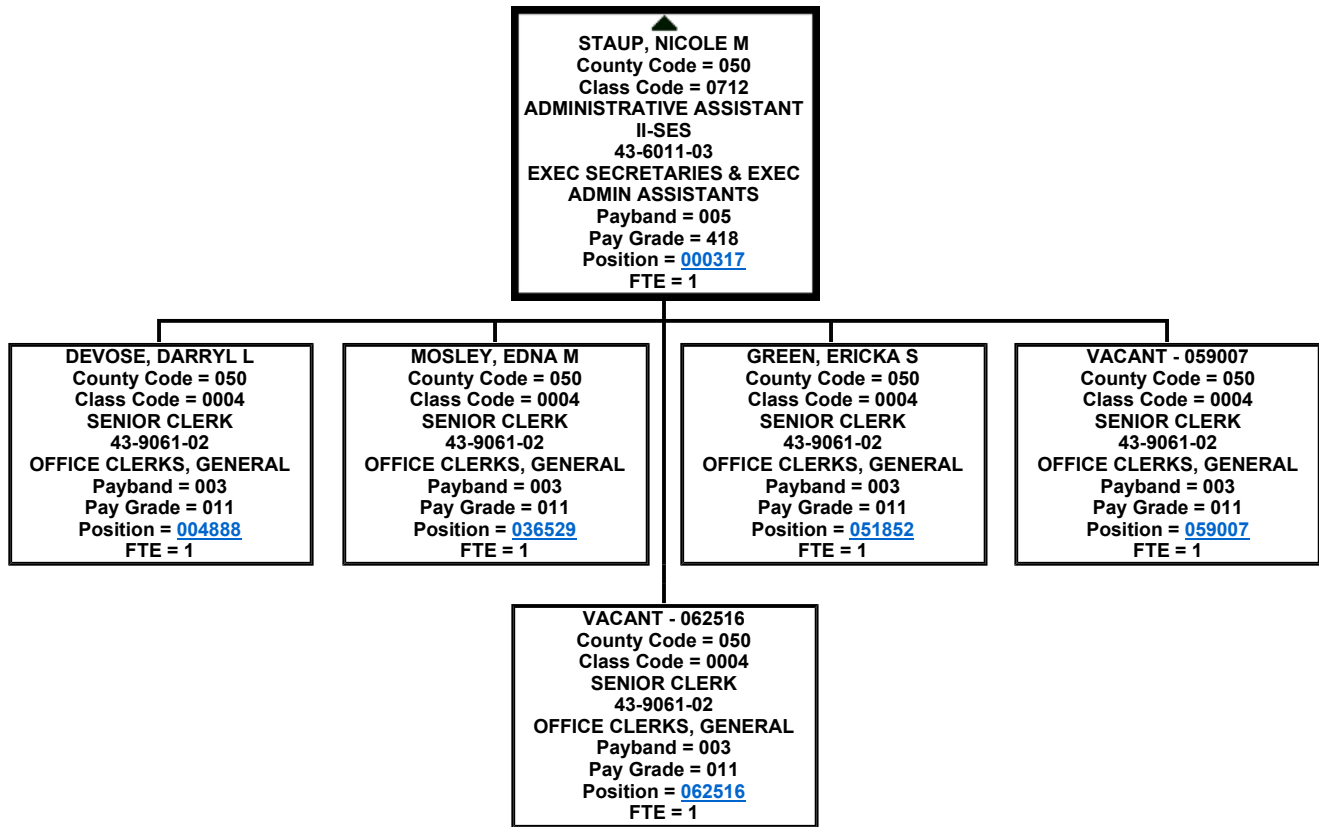 STAUP, NICOLE M
County Code = 050
Class Code = 0712
ADMINISTRATIVE ASSISTANT
II-SES
43-6011-03
EXEC SECRETARIES & EXEC
ADMIN ASSISTANTS
Payband = 005
Pay Grade = 418
Position = 000317
FTE = 1
DEVOSE, DARRYL L
County Code = 050
Class Code = 0004
SENIOR CLERK
43-9061-02
OFFICE CLERKS, GENERAL
Payband = 003
Pay Grade = 011
Position = 004888
FTE = 1
MOSLEY, EDNA M
County Code = 050
Class Code = 0004
SENIOR CLERK
43-9061-02
OFFICE CLERKS, GENERAL
Payband = 003
Pay Grade = 011
Position = 036529
FTE = 1
GREEN, ERICKA S
County Code = 050
Class Code = 0004
SENIOR CLERK
43-9061-02
OFFICE CLERKS, GENERAL
Payband = 003
Pay Grade = 011
Position = 051852
FTE = 1
VACANT - 059007
County Code = 050
Class Code = 0004
SENIOR CLERK
43-9061-02
OFFICE CLERKS, GENERAL
Payband = 003
Pay Grade = 011
Position = 059007
FTE = 1
VACANT - 062516
County Code = 050
Class Code = 0004
SENIOR CLERK
43-9061-02
OFFICE CLERKS, GENERAL
Payband = 003
Pay Grade = 011
Position = 062516
FTE = 1